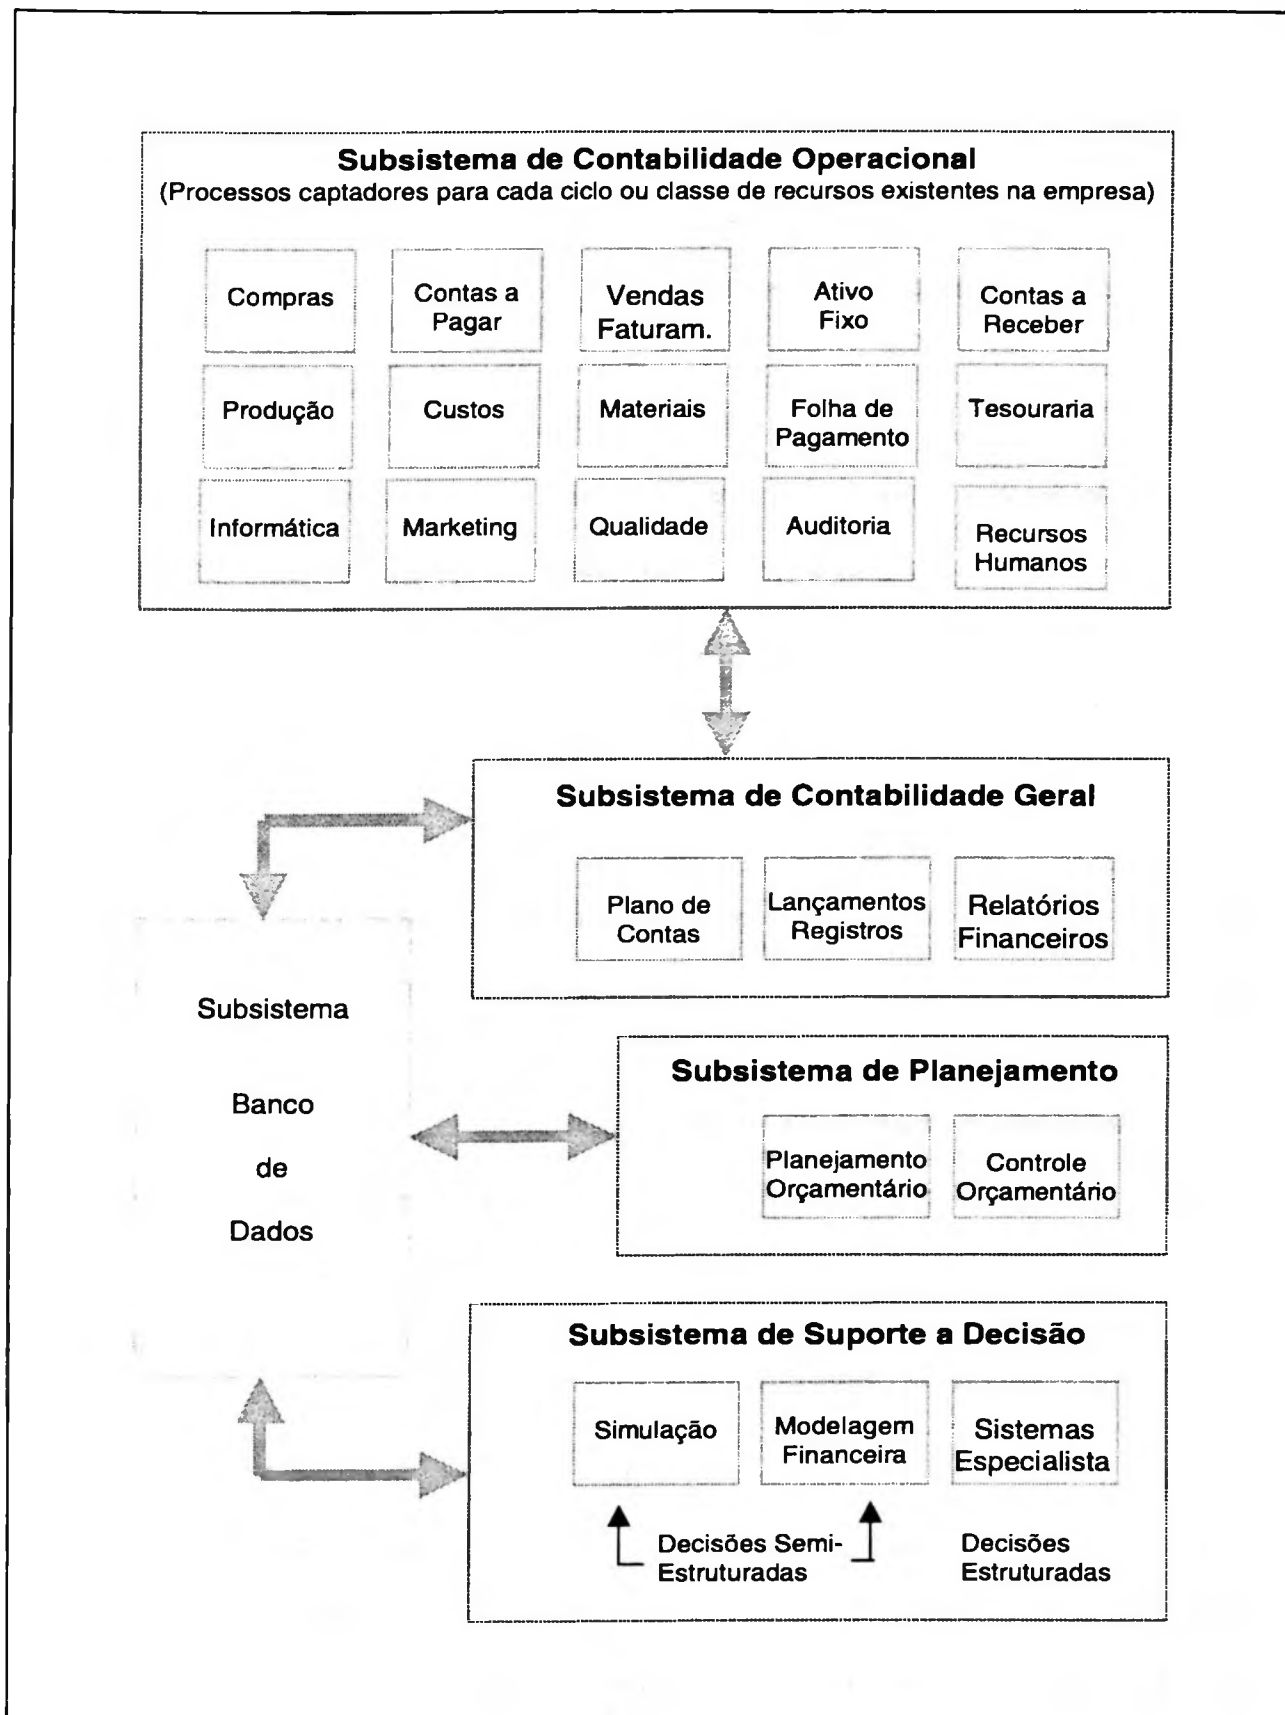 Subsistema de Contabilidade Operacional
(Processos captadores para cada ciclo ou classe de recursos existentes na empresa)
Compras
Contas a
Pagar
Vendas
Faturam.
Ativo
Fixo
Contas a
Receber
Produção
Custos
Materiais
Folha de
Pagamento
Tesouraria
Informática
Marketing
Qualidade
Auditoria
Recursos
Humanos
Subsistema de Contabilidade Geral
Plano de
Contas
Lançamentos
Registros
Relatórios
Financeiros
Subsistema
Banco
de
Dados
Subsistema de Planejamento
Planejamento
Orçamentário
Controle
Orçamentário
Subsistema de Suporte a Decisão
Simulação
Modelagem
Financeira
Sistemas
Especialista
Decisões Semi-
Estruturadas
Decisões
Estruturadas